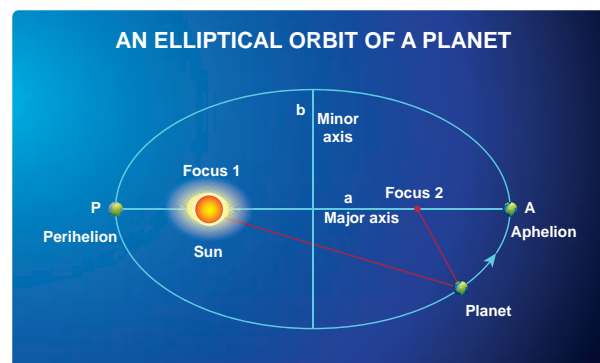 AN ELLIPTICAL ORBIT OF A PLANET
b
Minor
axis
Focus 1
a
Focus 2
P
Major axis
A
Perihelion
Aphelion
Sun
Planet